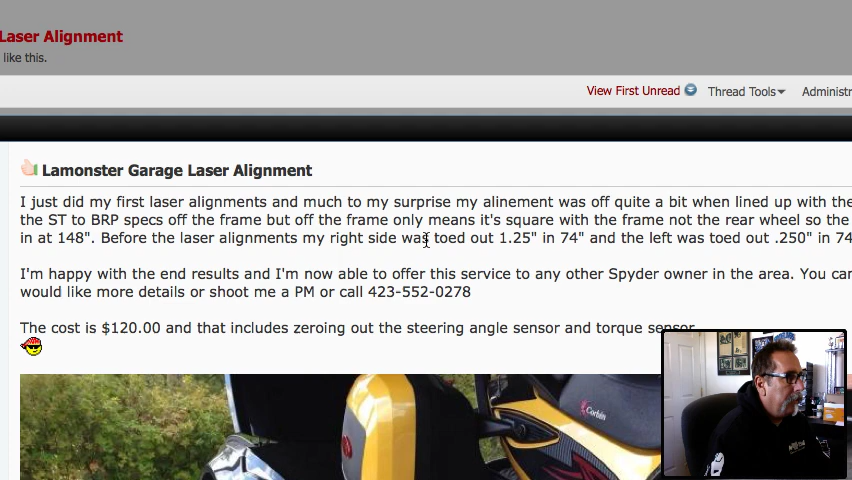 Laser Alignment
like this.
View First Unread Thread Tools Administr
Lamonster Garage Laser Alignment
I just did my first laser alignments and much to my surprise my alinement was off quite a bit when lined up with the
the ST to BRP specs off the frame but off the frame only means it's square with the frame not the rear wheel so the
in at 148". Before the laser alignments my right side was toed out 1.25" in 74" and the left was toed out .250" in 74
I'm happy with the end results and I'm now able to offer this service to any other Spyder owner in the area. You can
would like more details or shoot me a PM or call 423-552-0278
The cost is $120.00 and that includes zeroing out the steering angle sensor and torque sensor
Corbin